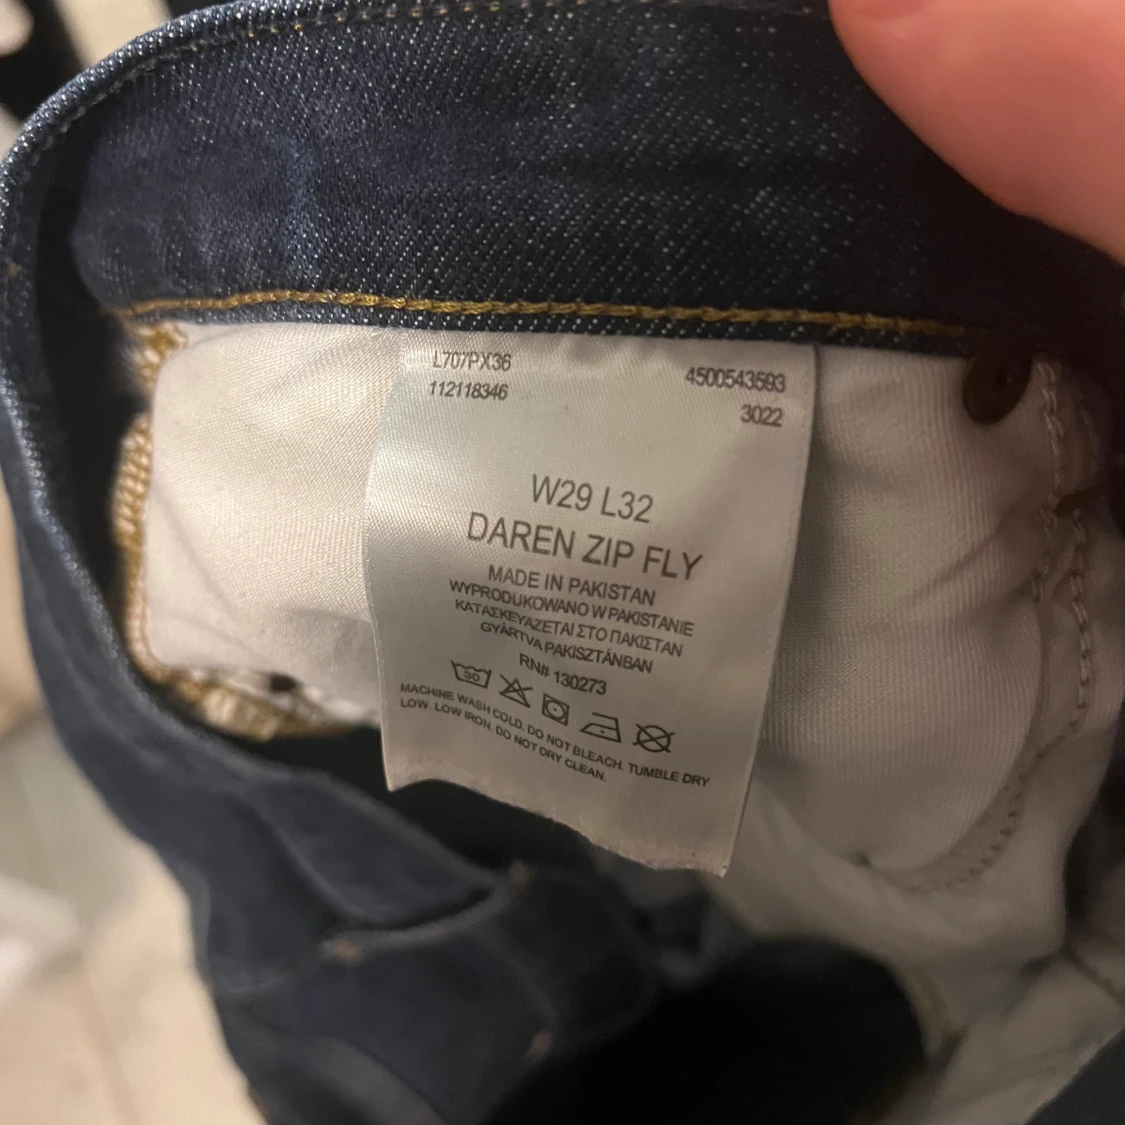 L707PX36
112118346
4500543593
3022
W29 L32
DAREN ZIP FLY
MADE IN PAKISTAN
WYPRODUKOWANO W PAKISTANIE
ΚΑΤΑΣΚΕΥΑΖΕΤΑΙ ΣΤΟ ΠΑΚΙΣΤΑΝ
GYÁRTVA PAKISZTÁNBAN
RN# 130273
30
MACHINE WASH COLD. DO NOT BLEACH. TUMBLE DRY
LOW. LOW IRON. DO NOT DRY CLEAN.